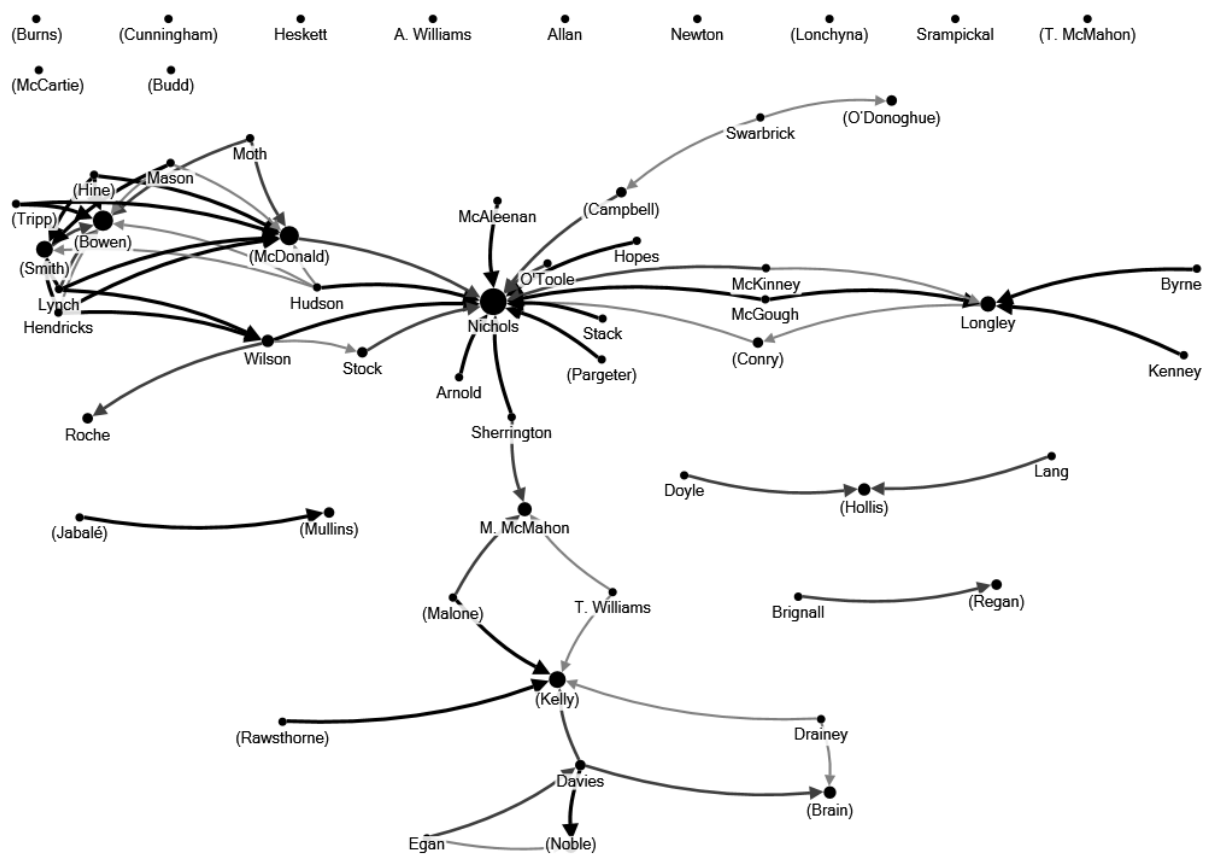 (Burns)
(Cunningham)
Heskett
A. Williams
Allan
Newton
(Lonchyna)
Srampickal
(T. McMahon)
(McCartie)
(Budd)
(O'Donoghue)
Swarbrick
Moth
Mason
(Hine)
(Tripp)
(Bowen)
(Smith)
(McDonald)
McAleenan
(Campbell)
Hopes
O'Toole
McKinney
Byrne
Lynch
Hudson
Hendricks
Nichols
McGough
Longley
Stack
Wilson
Stock
(Conry)
(Pargeter)
Kenney
Arnold
Roche
Sherrington
Doyle
Lang
(Hollis)
(Jabalé)
(Mullins)
M. McMahon
(Malone)
T. Williams
Brignall
(Regan)
(Kelly)
(Rawsthorne)
Drainey
Davies
(Brain)
Egan
(Noble)